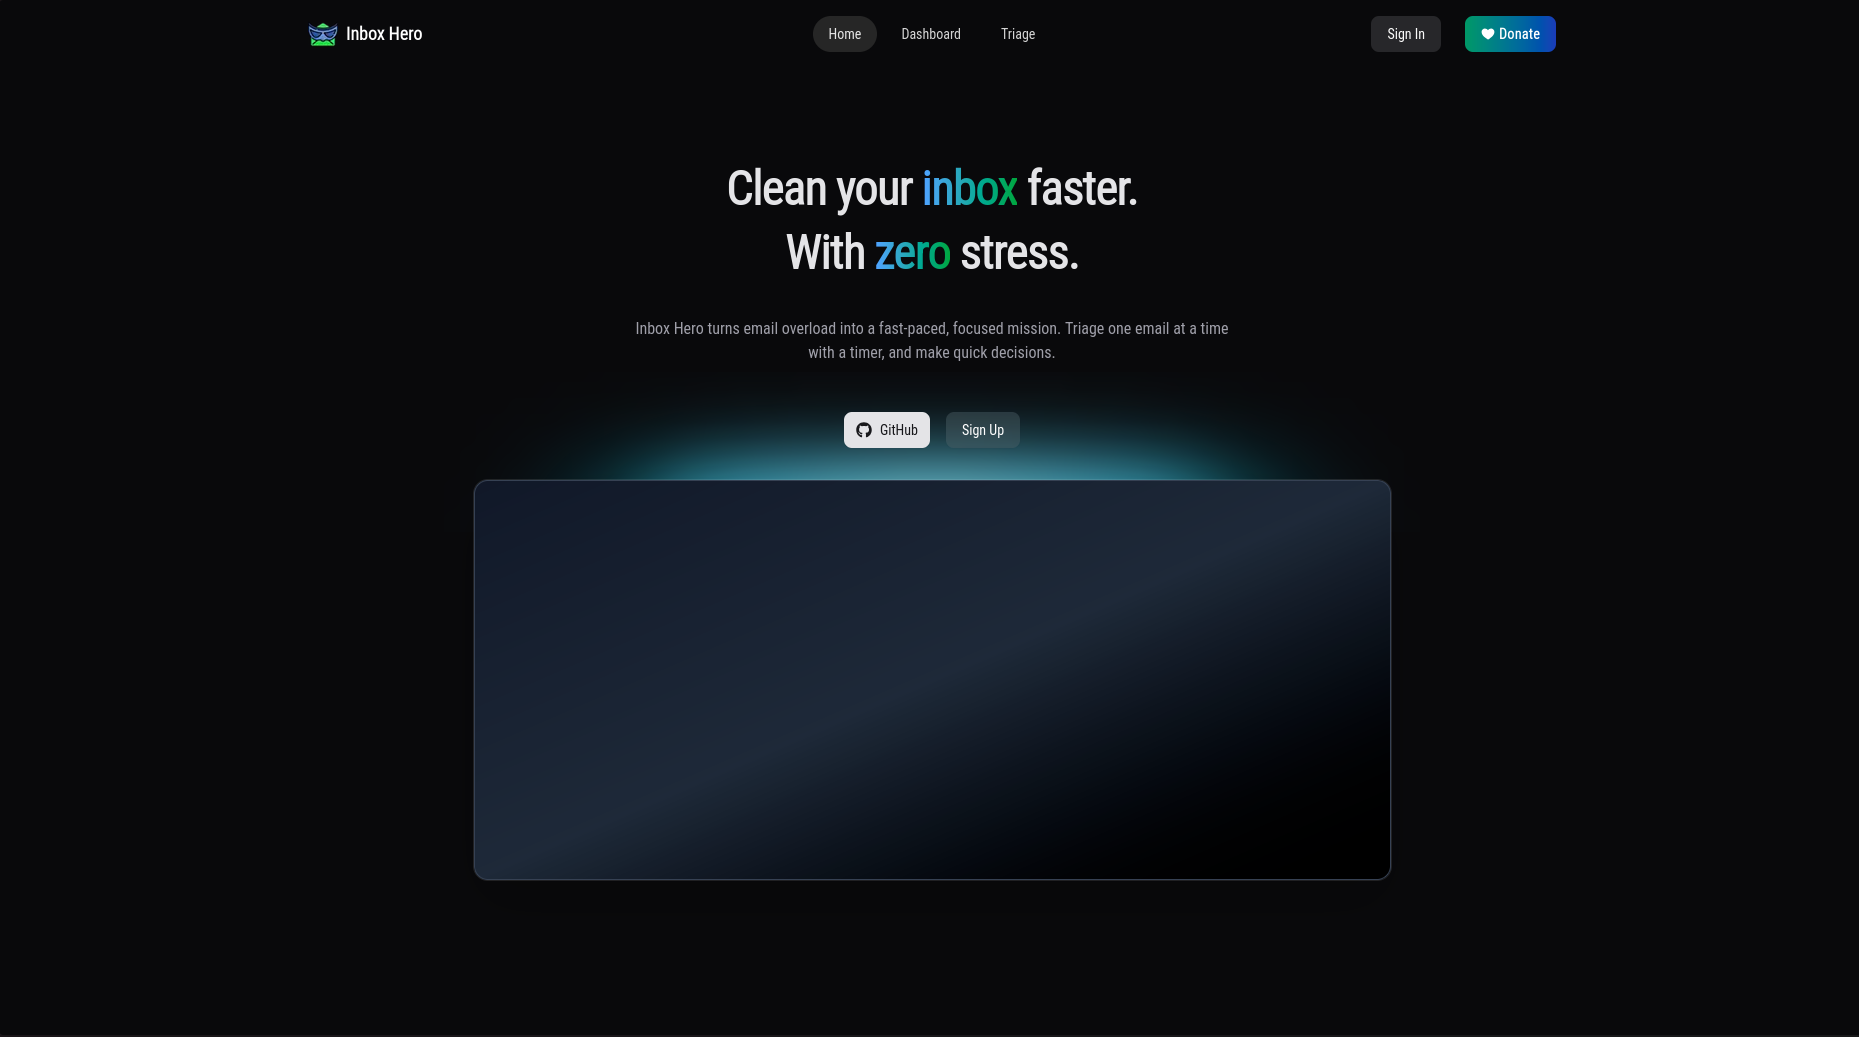 Inbox Hero
Home
Dashboard
Triage
Sign In
Donate
Clean your inbox faster.
With zero stress.
Inbox Hero turns email overload into a fast-paced, focused mission. Triage one email at a time
with a timer, and make quick decisions.
GitHub
Sign Up